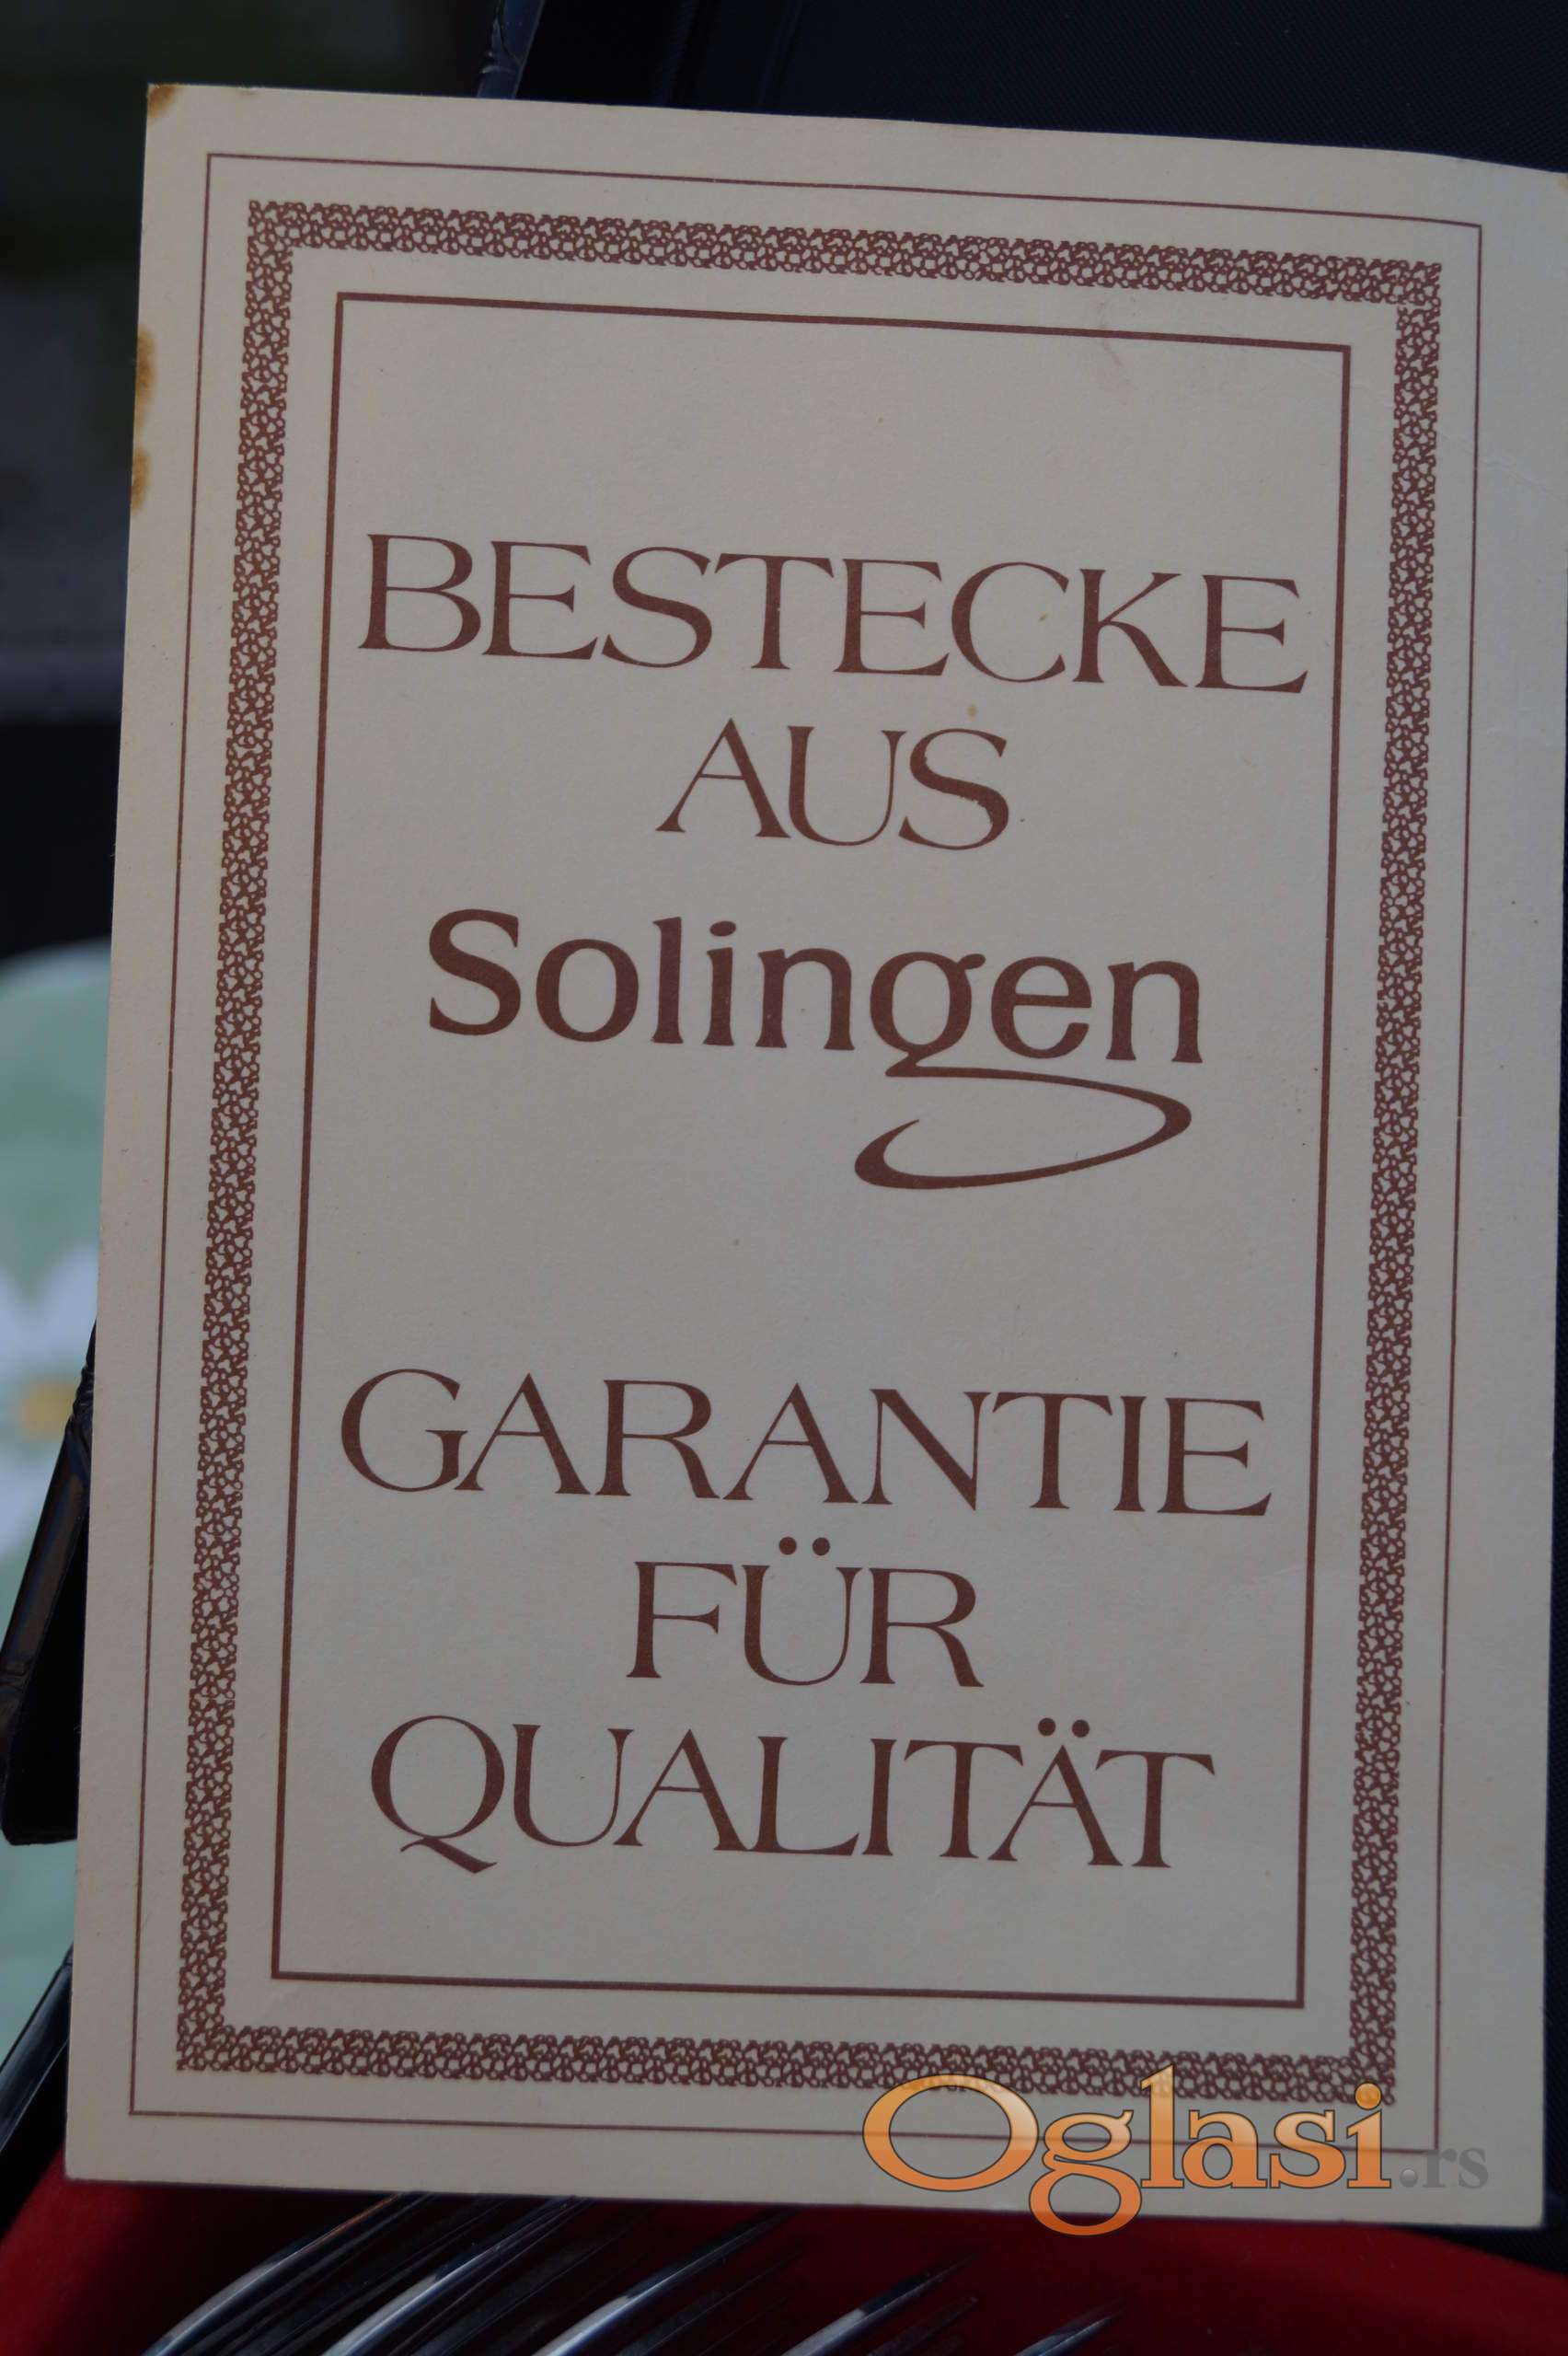 BESTECKE
AUS
Solingen
GARANTIE
FÜR
QUALITÄT
Oglasi.rs